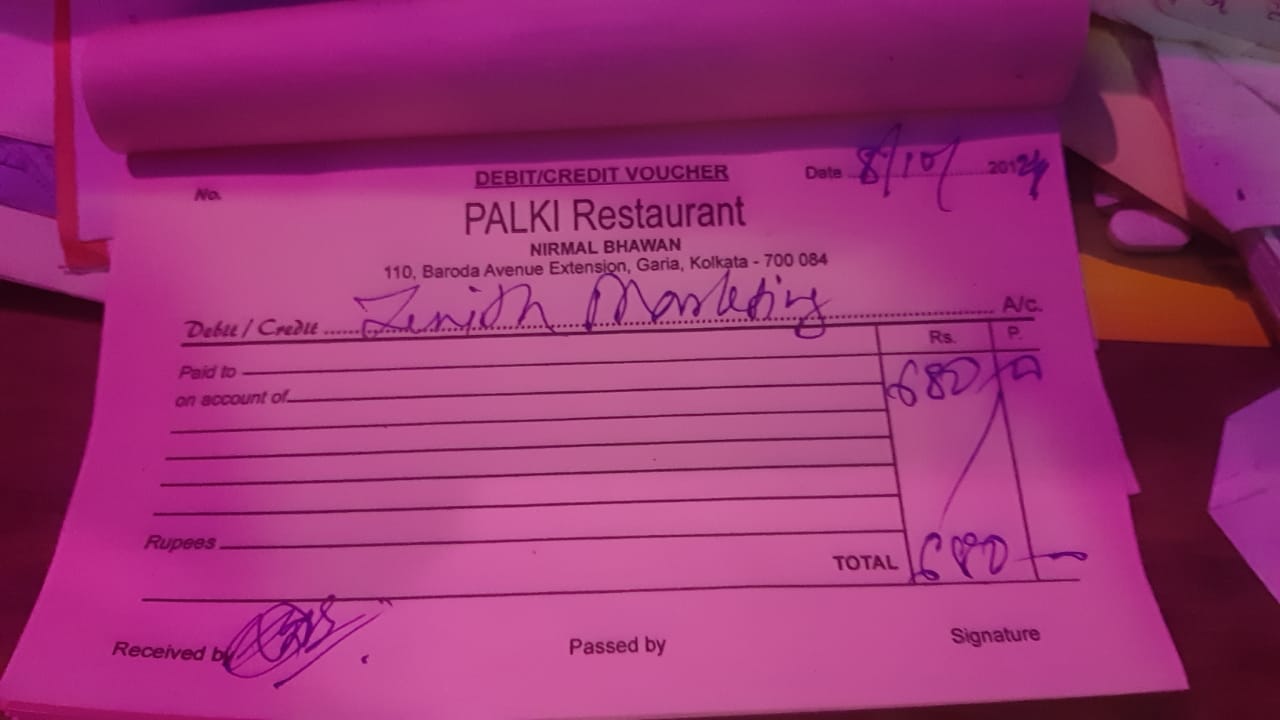 DEBIT/CREDIT VOUCHER
No.
Date 8/10/ 2024
PALKI Restaurant
NIRMAL BHAWAN
110, Baroda Avenue Extension, Garia, Kolkata - 700 084
Debit / Credit Zenith Marketing A/c.
Rs. P.
Paid to 680
on account of
Rupees
TOTAL 680 —
Received by
Passed by
Signature